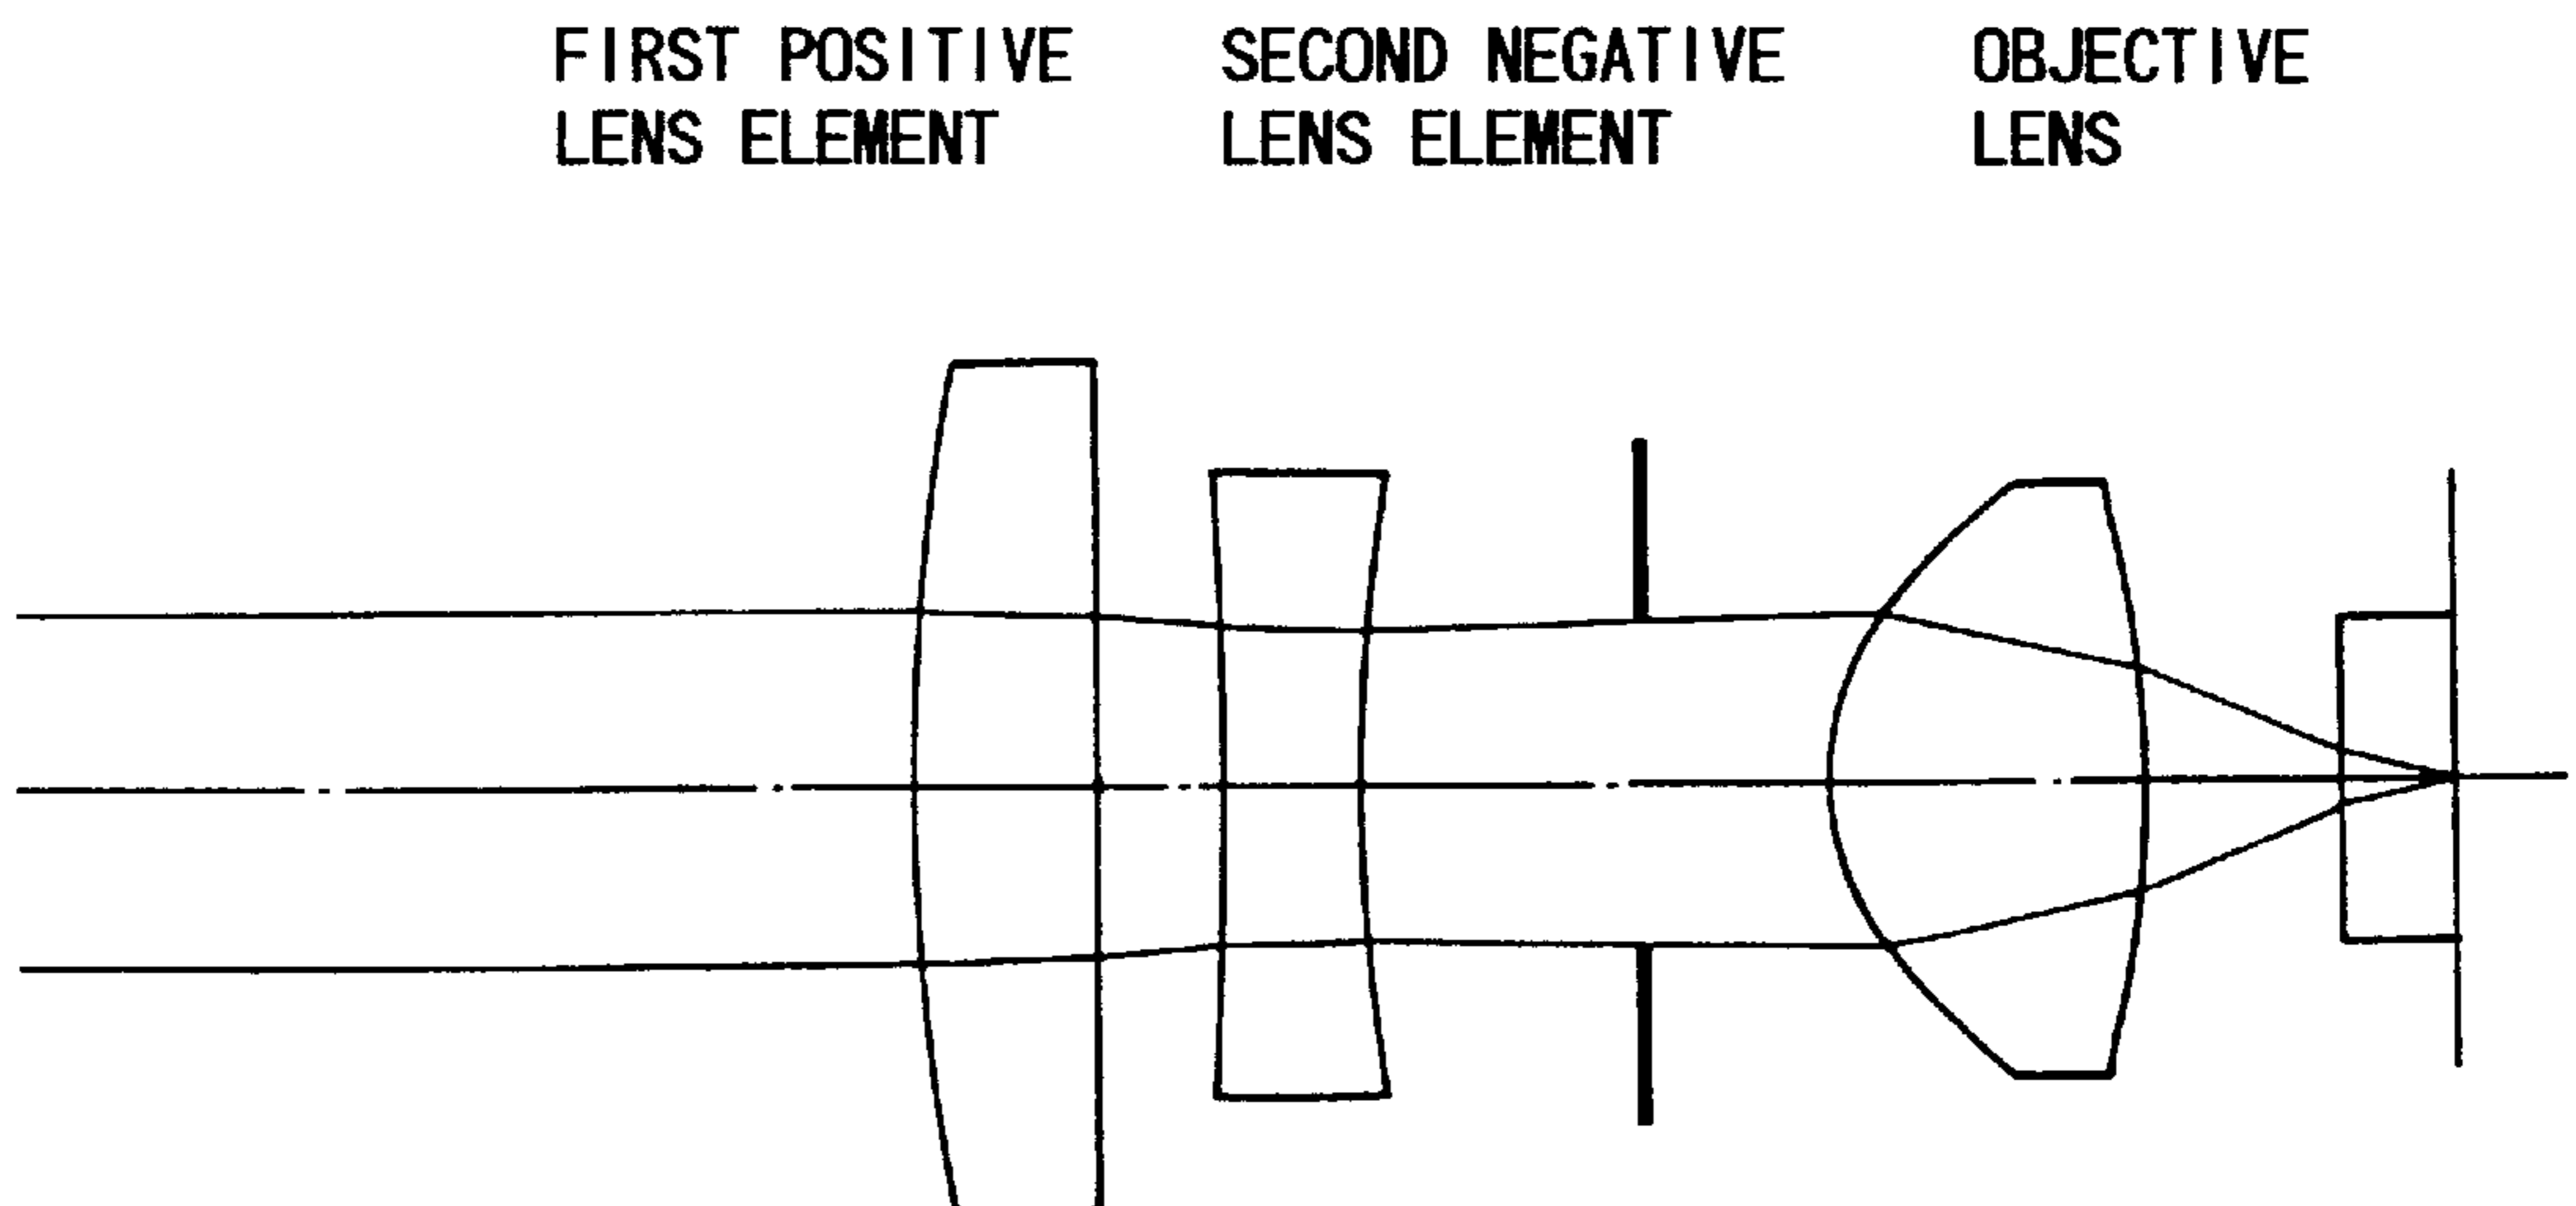 FIRST POSITIVE
LENS ELEMENT
SECOND NEGATIVE
LENS ELEMENT
OBJECTIVE
LENS